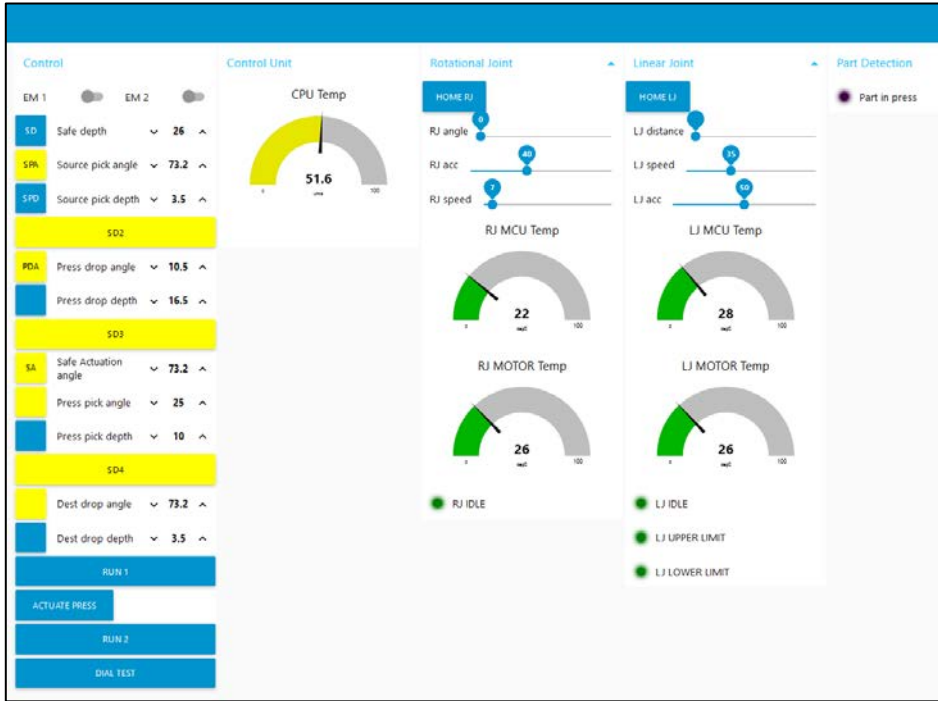 Control
EM 1 EM 2
SD Safe depth 26
SPA Source pick angle 73.2
SPD Source pick depth 3.5
SD2
PDA Press drop angle 10.5
Press drop depth 16.5
SD3
SA Safe Actuation angle 73.2
Press pick angle 25
Press pick depth 10
SD4
Dest drop angle 73.2
Dest drop depth 3.5
RUN 1
ACTUATE PRESS
RUN 2
DIAL TEST
Control Unit
CPU Temp
51.6
0 100
Rotational Joint
HOME RJ
RJ angle 0
RJ acc 40
RJ speed 7
RJ MCU Temp
22
0 100
RJ MOTOR Temp
26
0 100
RJ IDLE
Linear Joint
HOME LJ
LJ distance
LJ speed 35
LJ acc 50
LJ MCU Temp
28
0 100
LJ MOTOR Temp
26
0 100
LJ IDLE
LJ UPPER LIMIT
LJ LOWER LIMIT
Part Detection
Part in press